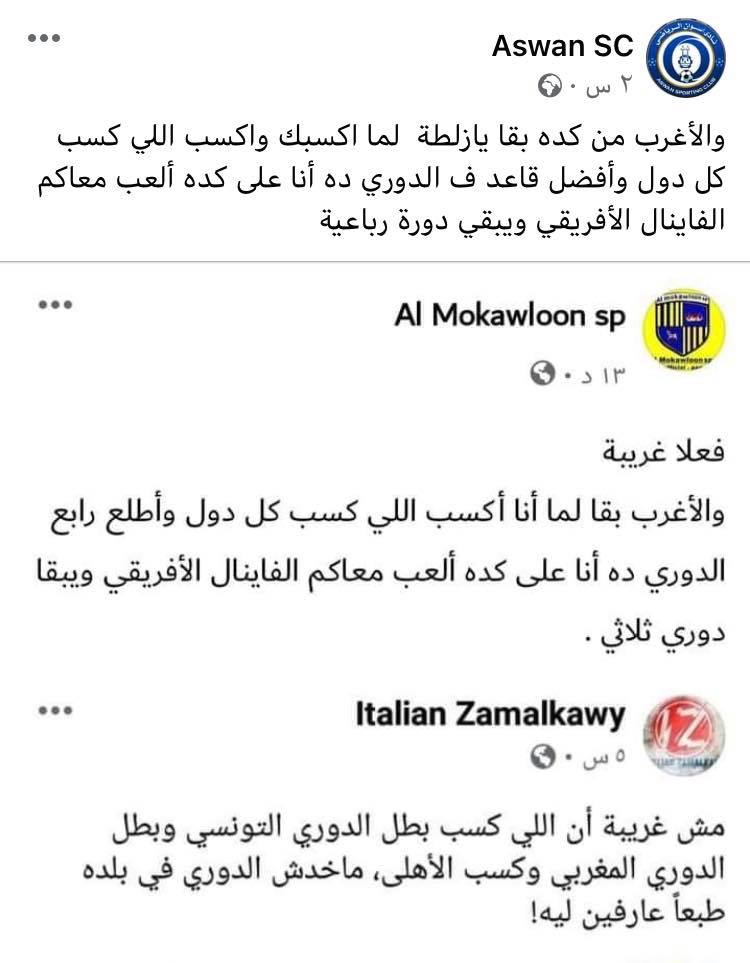 Aswan SC
٢ س
والأغرب من كده بقا يازلطة لما اكسبك واكسب اللي كسب
كل دول وأفضل قاعد ف الدوري ده أنا على كده ألعب معاكم
الفاينال الأفريقي ويبقي دورة رباعية
Al Mokawloon sp
١٣ د
فعلا غريبة
والأغرب بقا لما أنا أكسب اللي كسب كل دول وأطلع رابع
الدوري ده أنا على كده ألعب معاكم الفاينال الأفريقي ويبقا
دوري ثلاثي .
Italian Zamalkawy
٥ س
مش غريبة أن اللي كسب بطل الدوري التونسي وبطل
الدوري المغربي وكسب الأهلى، ماخدش الدوري في بلده
طبعاً عارفين ليه!